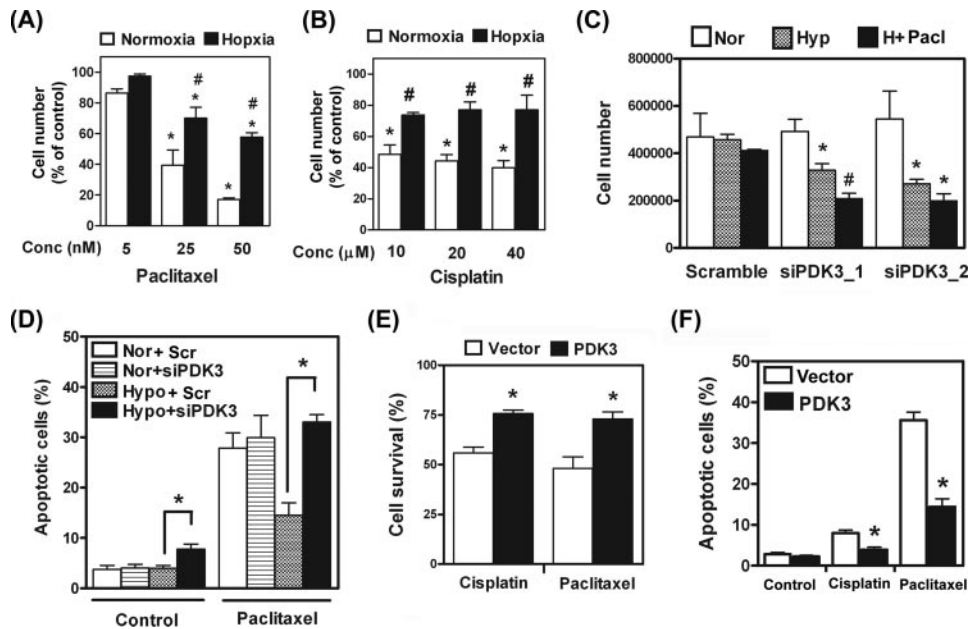 (A)
Normoxia Hopxia
Cell number
(% of control)
100
80
60
40
20
0
* * # * * #
Conc (nM) 5 25 50
Paclitaxel
(B)
Normoxia Hopxia
Cell number
(% of control)
100
80
60
40
20
0
* # * # * #
Conc (μM) 10 20 40
Cisplatin
(C)
Nor Hyp H+Pacl
Cell number
800000
600000
400000
200000
0
* # * *
Scramble siPDK3_1 siPDK3_2
(D)
Nor+Scr
Nor+siPDK3
Hypo+Scr
Hypo+siPDK3
Apoptotic cells (%)
50
40
30
20
10
0
* *
Control Paclitaxel
(E)
Vector PDK3
Cell survival (%)
100
75
50
25
0
* *
Cisplatin Paclitaxel
(F)
Vector
PDK3
Apoptotic cells (%)
50
40
30
20
10
0
* *
Control Cisplatin Paclitaxel